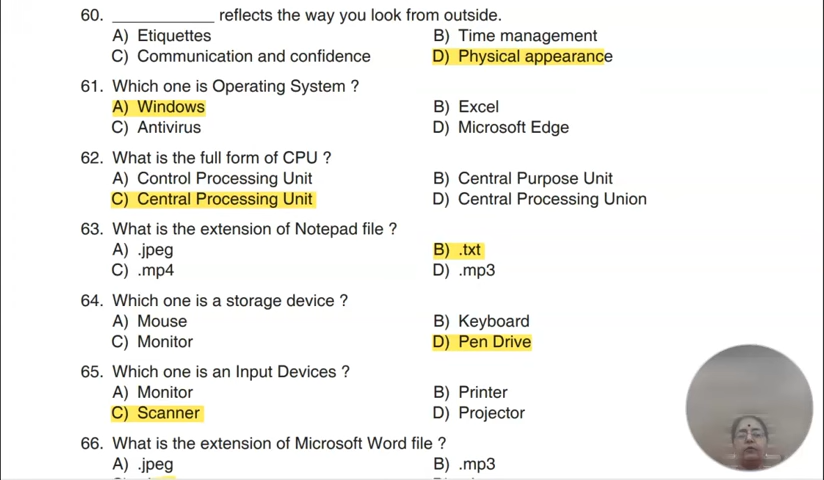 60. ____________ reflects the way you look from outside.
A) Etiquettes B) Time management
C) Communication and confidence D) Physical appearance
61. Which one is Operating System ?
A) Windows B) Excel
C) Antivirus D) Microsoft Edge
62. What is the full form of CPU ?
A) Control Processing Unit B) Central Purpose Unit
C) Central Processing Unit D) Central Processing Union
63. What is the extension of Notepad file ?
A) .jpeg B) .txt
C) .mp4 D) .mp3
64. Which one is a storage device ?
A) Mouse B) Keyboard
C) Monitor D) Pen Drive
65. Which one is an Input Devices ?
A) Monitor B) Printer
C) Scanner D) Projector
66. What is the extension of Microsoft Word file ?
A) .jpeg B) .mp3